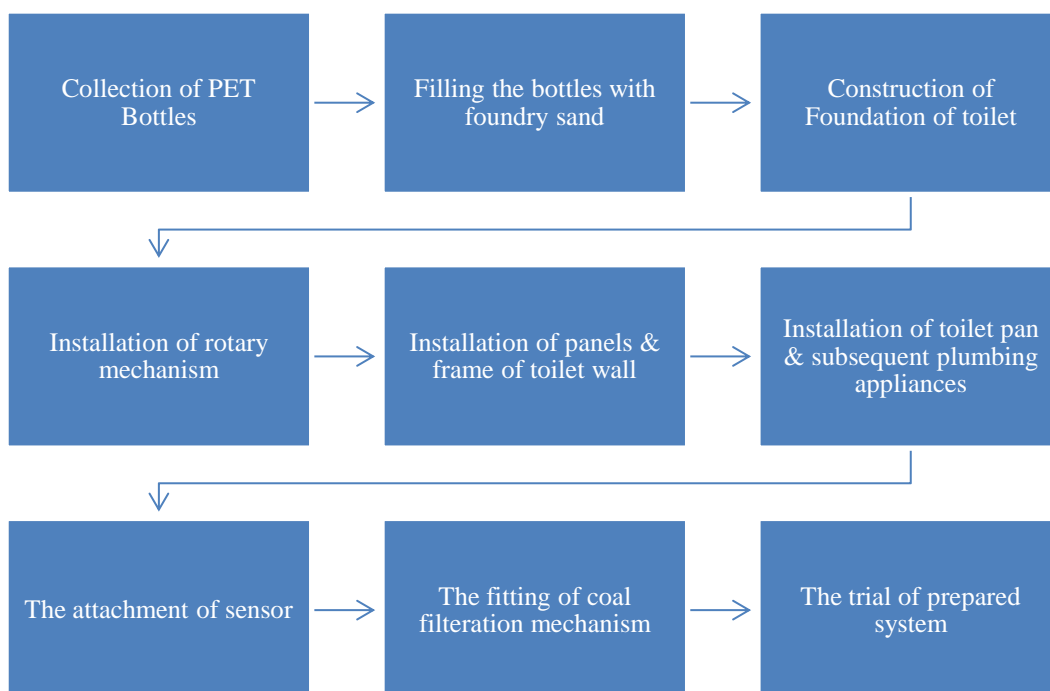 Collection of PET
Bottles
Filling the bottles with
foundry sand
Construction of
Foundation of toilet
Installation of rotary
mechanism
Installation of panels &
frame of toilet wall
Installation of toilet pan
& subsequent plumbing
appliances
The attachment of sensor
The fitting of coal
filteration mechanism
The trial of prepared
system